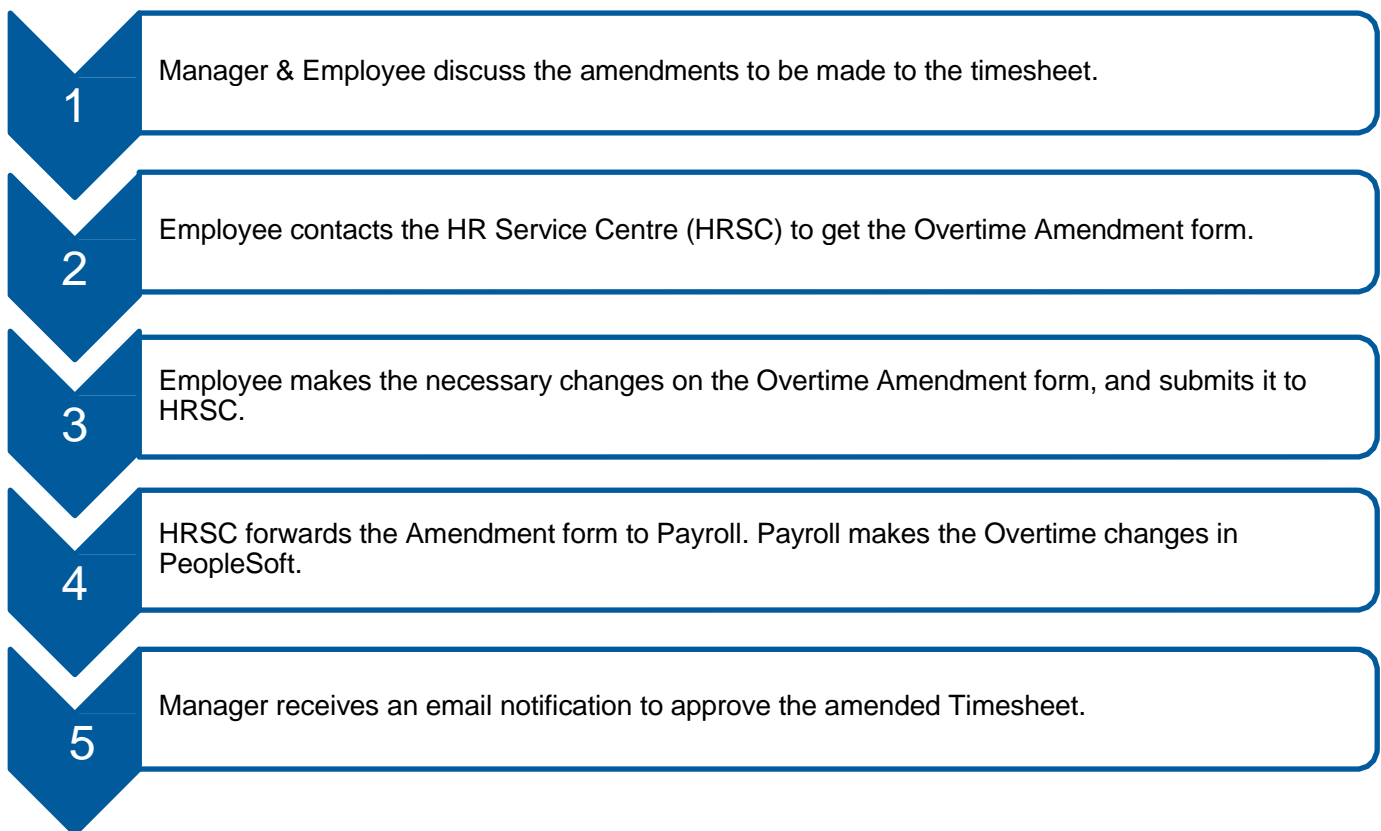 1
Manager & Employee discuss the amendments to be made to the timesheet.
2
Employee contacts the HR Service Centre (HRSC) to get the Overtime Amendment form.
3
Employee makes the necessary changes on the Overtime Amendment form, and submits it to
HRSC.
4
HRSC forwards the Amendment form to Payroll. Payroll makes the Overtime changes in
PeopleSoft.
5
Manager receives an email notification to approve the amended Timesheet.